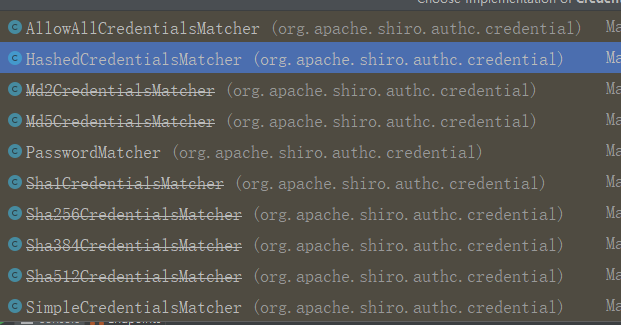 Choose Implementation of Creden
AllowAllCredentialsMatcher (org.apache.shiro.authc.credential) Ma
HashedCredentialsMatcher (org.apache.shiro.authc.credential) Ma
Md2CredentialsMatcher (org.apache.shiro.authc.credential) Ma
Md5CredentialsMatcher (org.apache.shiro.authc.credential) Ma
PasswordMatcher (org.apache.shiro.authc.credential) Ma
Sha1CredentialsMatcher (org.apache.shiro.authc.credential) Ma
Sha256CredentialsMatcher (org.apache.shiro.authc.credential) Ma
Sha384CredentialsMatcher (org.apache.shiro.authc.credential) Ma
Sha512CredentialsMatcher (org.apache.shiro.authc.credential) Ma
SimpleCredentialsMatcher (org.apache.shiro.authc.credential) Ma